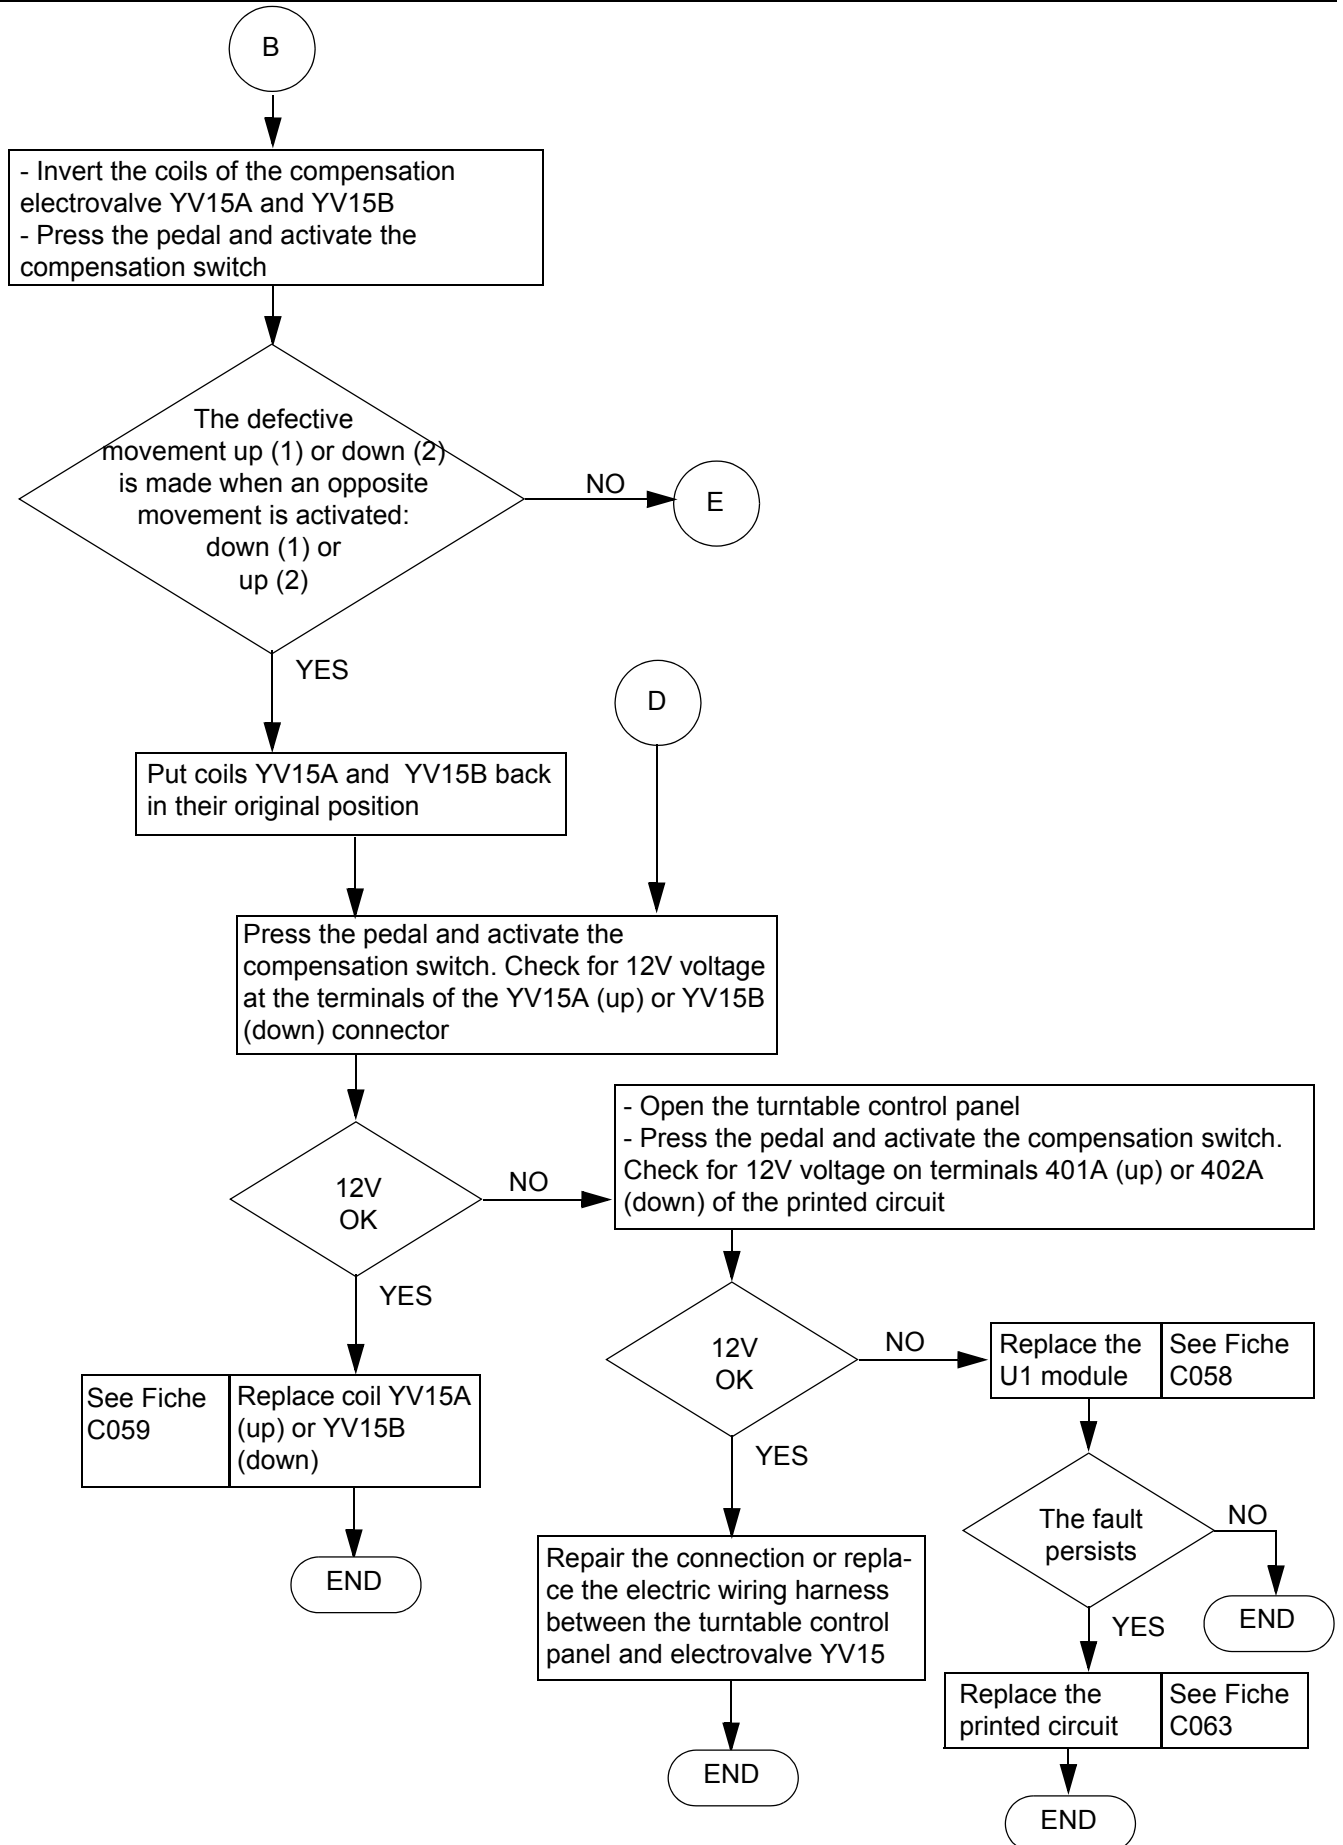 B
- Invert the coils of the compensation
electrovalve YV15A and YV15B
- Press the pedal and activate the
compensation switch
The defective
movement up (1) or down (2)
is made when an opposite
movement is activated:
down (1) or
up (2)
NO
E
YES
D
Put coils YV15A and  YV15B back
in their original position
Press the pedal and activate the
compensation switch. Check for 12V voltage
at the terminals of the YV15A (up) or YV15B
(down) connector
12V
OK
NO
- Open the turntable control panel
- Press the pedal and activate the compensation switch.
Check for 12V voltage on terminals 401A (up) or 402A
(down) of the printed circuit
YES
12V
OK
NO
Replace the
U1 module
See Fiche
C058
See Fiche
C059
Replace coil YV15A
(up) or YV15B
(down)
YES
The fault
persists
NO
END
Repair the connection or repla-
ce the electric wiring harness
between the turntable control
panel and electrovalve YV15
END
YES
Replace the
printed circuit
See Fiche
C063
END
END